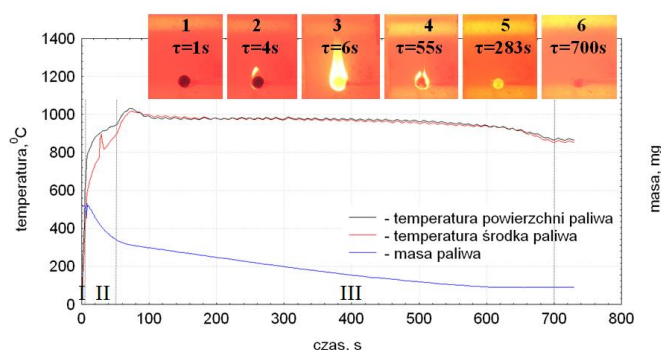 1 2 3 4 5 6
τ=1s τ=4s τ=6s τ=55s τ=283s τ=700s
temperatura, ⁰C
1400
1200
1000
800
600
400
200
0
- temperatura powierzchni paliwa
- temperatura środka paliwa
- masa paliwa
I II III
0 100 200 300 400 500 600 700 800
czas, s
masa, mg